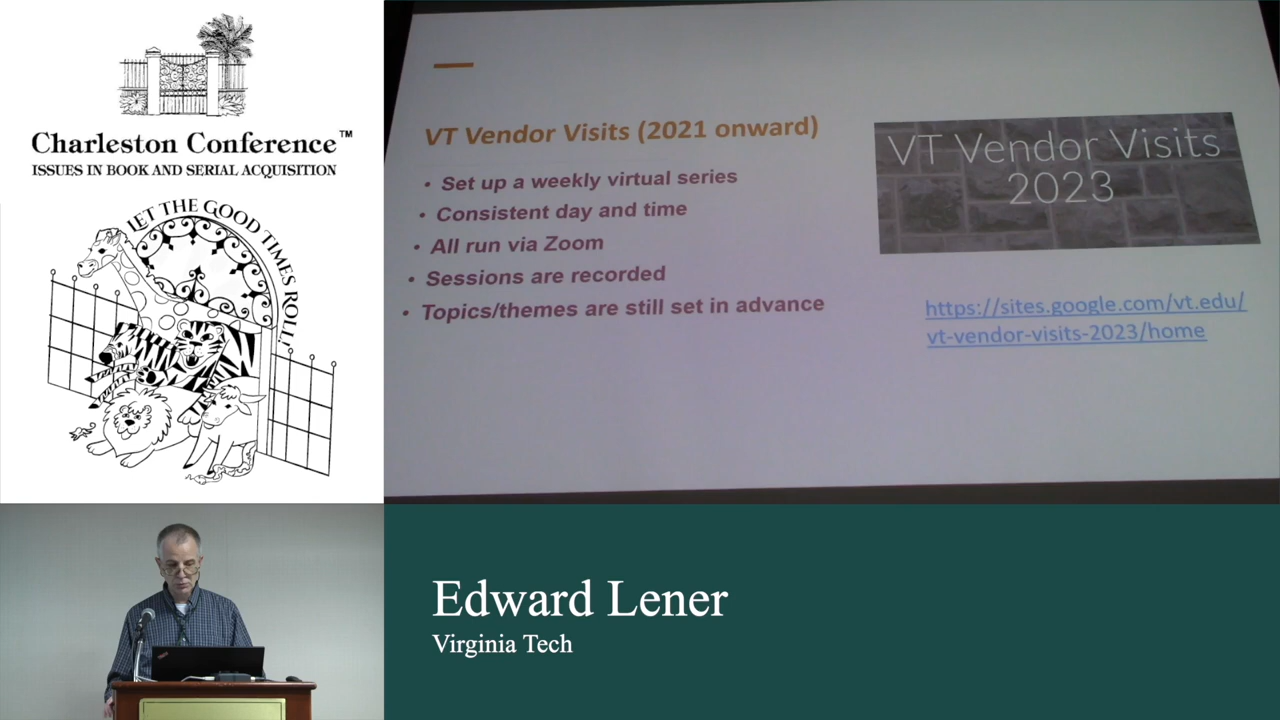 Charleston Conference™
ISSUES IN BOOK AND SERIAL ACQUISITION
LET THE GOOD TIMES ROLL!
VT Vendor Visits (2021 onward)
• Set up a weekly virtual series
• Consistent day and time
• All run via Zoom
• Sessions are recorded
• Topics/themes are still set in advance
VT Vendor Visits
2023
https://sites.google.com/vt.edu/
vt-vendor-visits-2023/home
Edward Lener
Virginia Tech